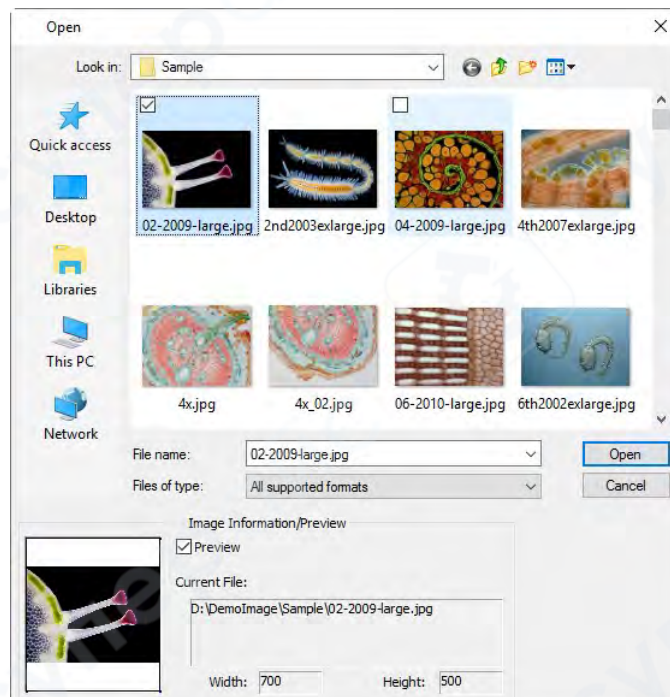 Open
Look in:
Sample
Quick access
Desktop
Libraries
This PC
Network
02-2009-large.jpg
2nd2003exlarge.jpg
04-2009-large.jpg
4th2007exlarge.jpg
4x.jpg
4x_02.jpg
06-2010-large.jpg
6th2002exlarge.jpg
File name:
02-2009-large.jpg
Open
Files of type:
All supported formats
Cancel
Image Information/Preview
Preview
Current File:
D:\DemoImage\Sample\02-2009-large.jpg
Width: 700
Height: 500